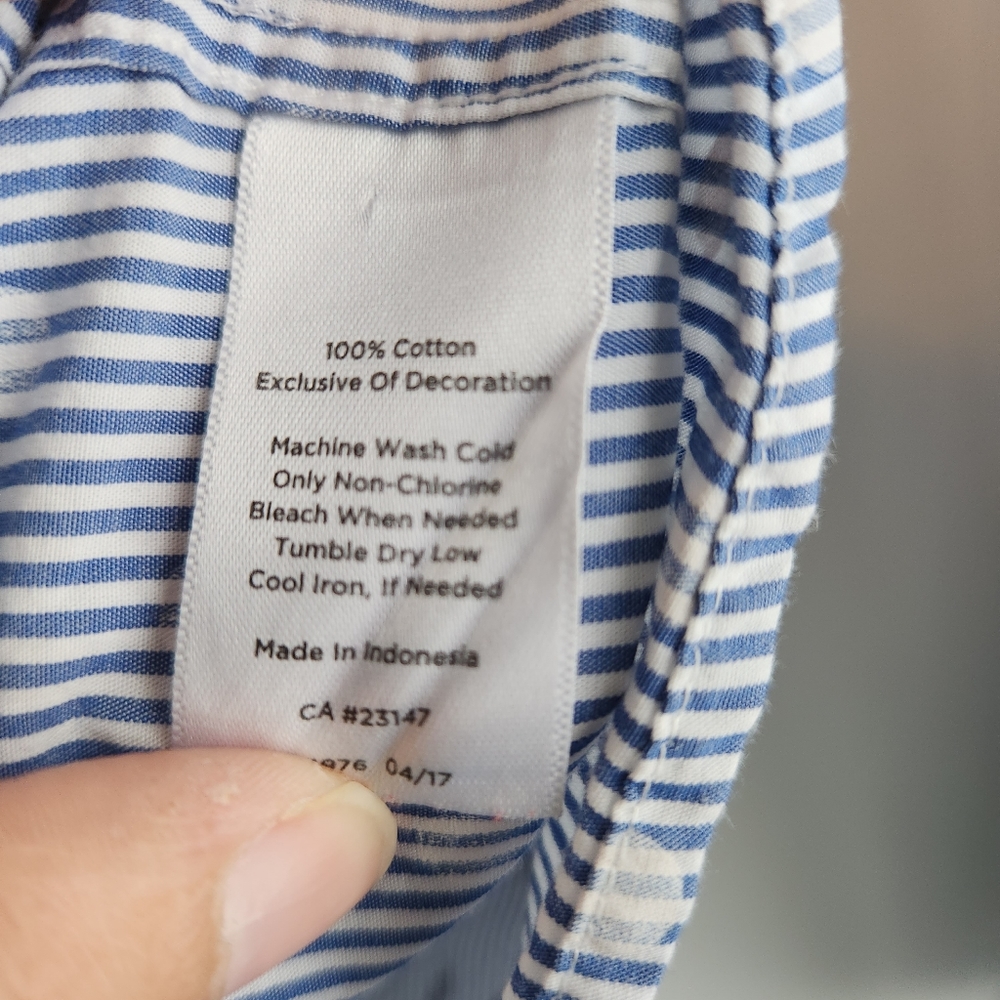 100% Cotton
Exclusive Of Decoration
Machine Wash Cold
Only Non-Chlorine
Bleach When Needed
Tumble Dry Low
Cool Iron, If Needed
Made In Indonesia
CA #23147
04/17